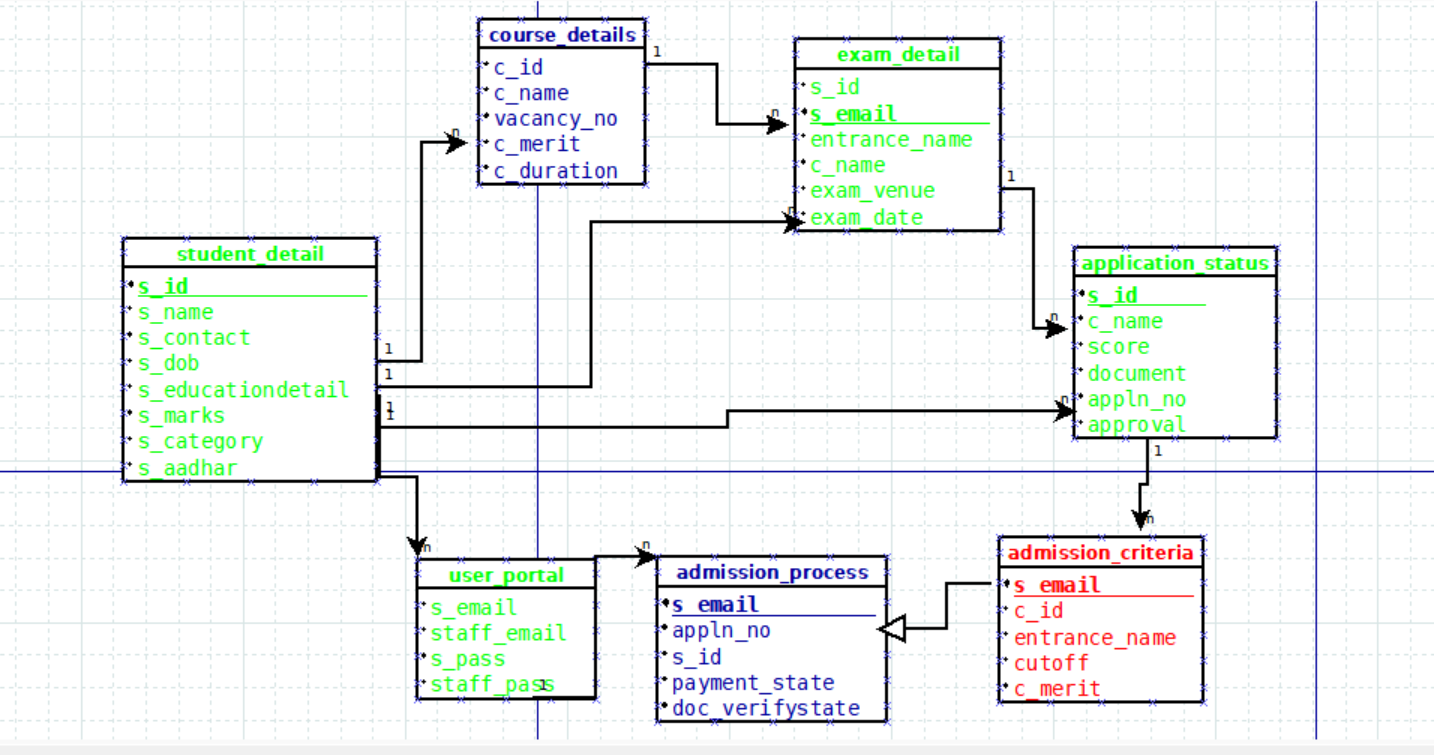 course_details
c_id
c_name
vacancy_no
c_merit
c_duration
1
n
exam_detail
s_id
s_email
entrance_name
c_name
exam_venue
exam_date
n
n
1
student_detail
s_id
s_name
s_contact
s_dob
s_educationdetail
s_marks
s_category
s_aadhar
1
1
1
1
application_status
s_id
c_name
score
document
appln_no
approval
n
n
1
n
user_portal
s_email
staff_email
s_pass
staff_pass
n
1
admission_process
s_email
appln_no
s_id
payment_state
doc_verifystate
n
admission_criteria
s_email
c_id
entrance_name
cutoff
c_merit